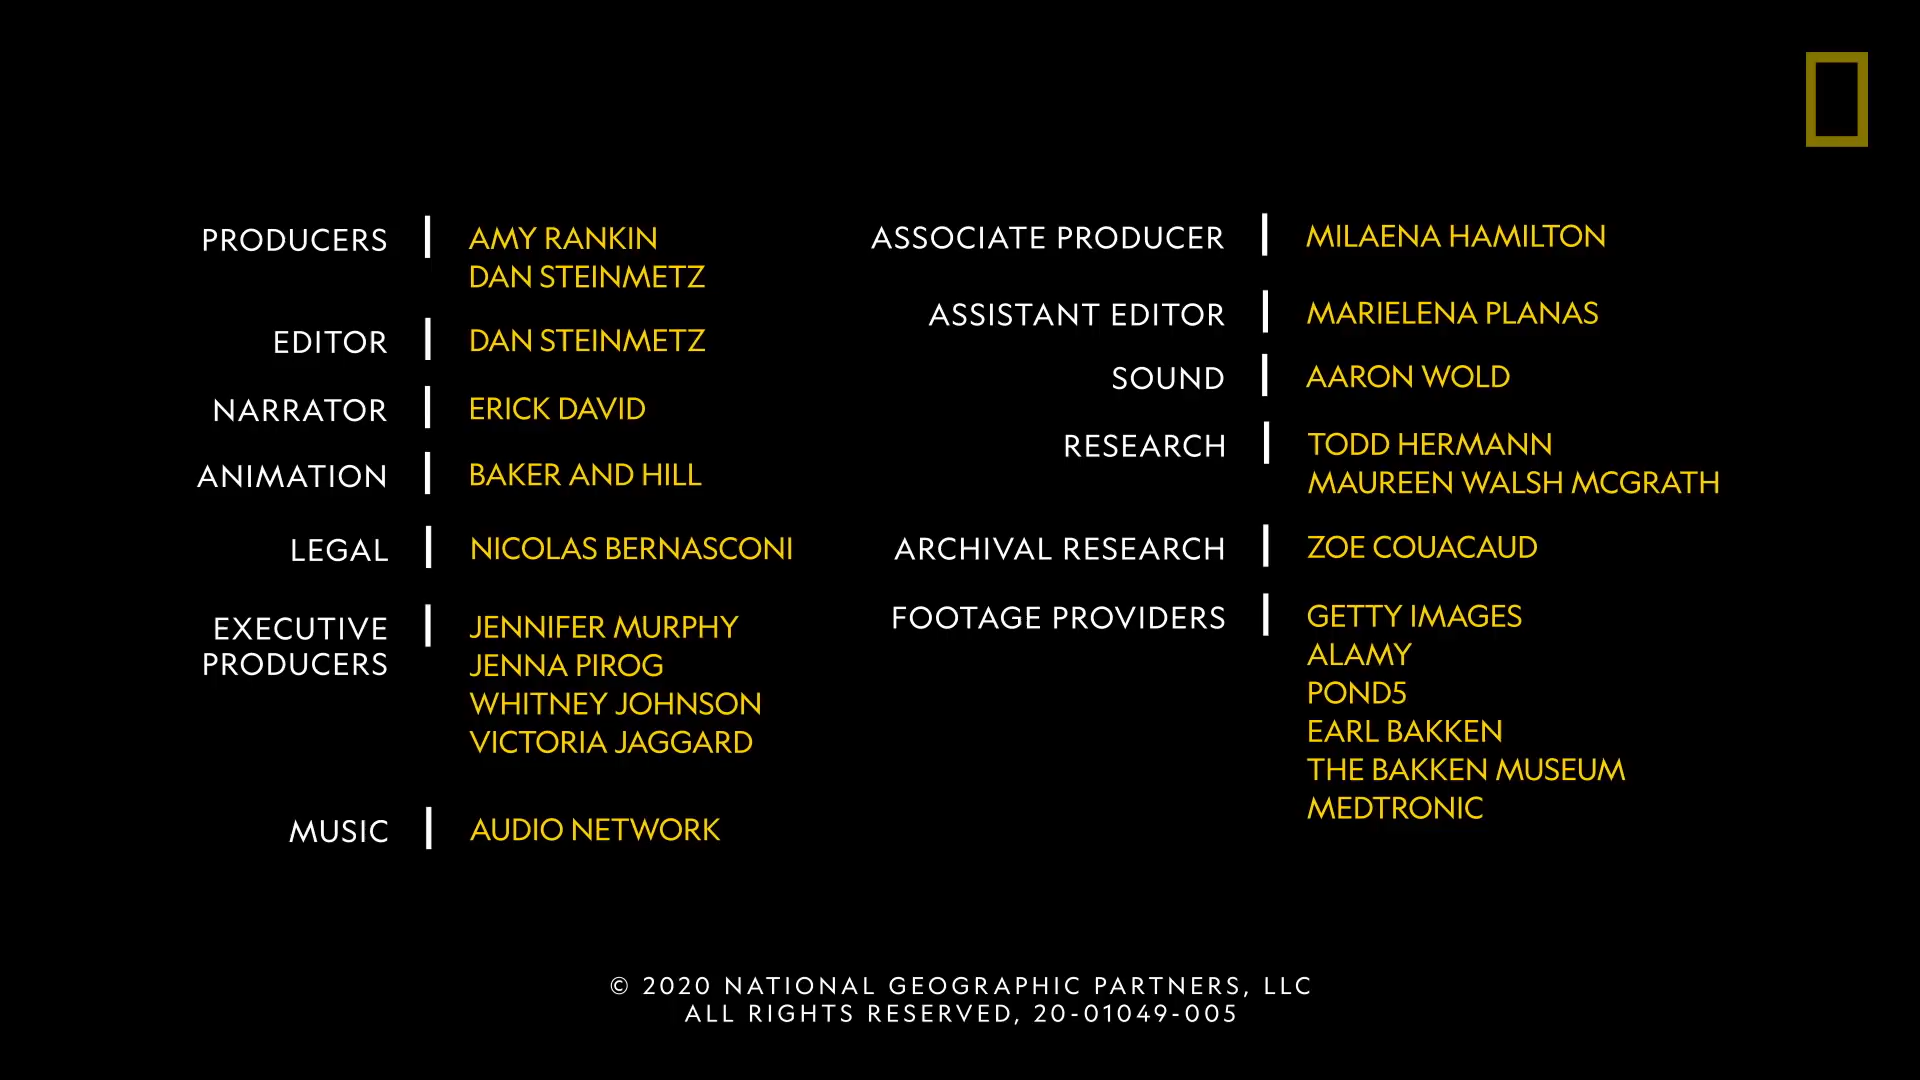 PRODUCERS | AMY RANKIN
DAN STEINMETZ
EDITOR | DAN STEINMETZ
NARRATOR | ERICK DAVID
ANIMATION | BAKER AND HILL
LEGAL | NICOLAS BERNASCONI
EXECUTIVE PRODUCERS | JENNIFER MURPHY
JENNA PIROG
WHITNEY JOHNSON
VICTORIA JAGGARD
MUSIC | AUDIO NETWORK
ASSOCIATE PRODUCER | MILAENA HAMILTON
ASSISTANT EDITOR | MARIELENA PLANAS
SOUND | AARON WOLD
RESEARCH | TODD HERMANN
MAUREEN WALSH MCGRATH
ARCHIVAL RESEARCH | ZOE COUACAUD
FOOTAGE PROVIDERS | GETTY IMAGES
ALAMY
POND5
EARL BAKKEN
THE BAKKEN MUSEUM
MEDTRONIC
© 2020 NATIONAL GEOGRAPHIC PARTNERS, LLC
ALL RIGHTS RESERVED, 20-01049-005